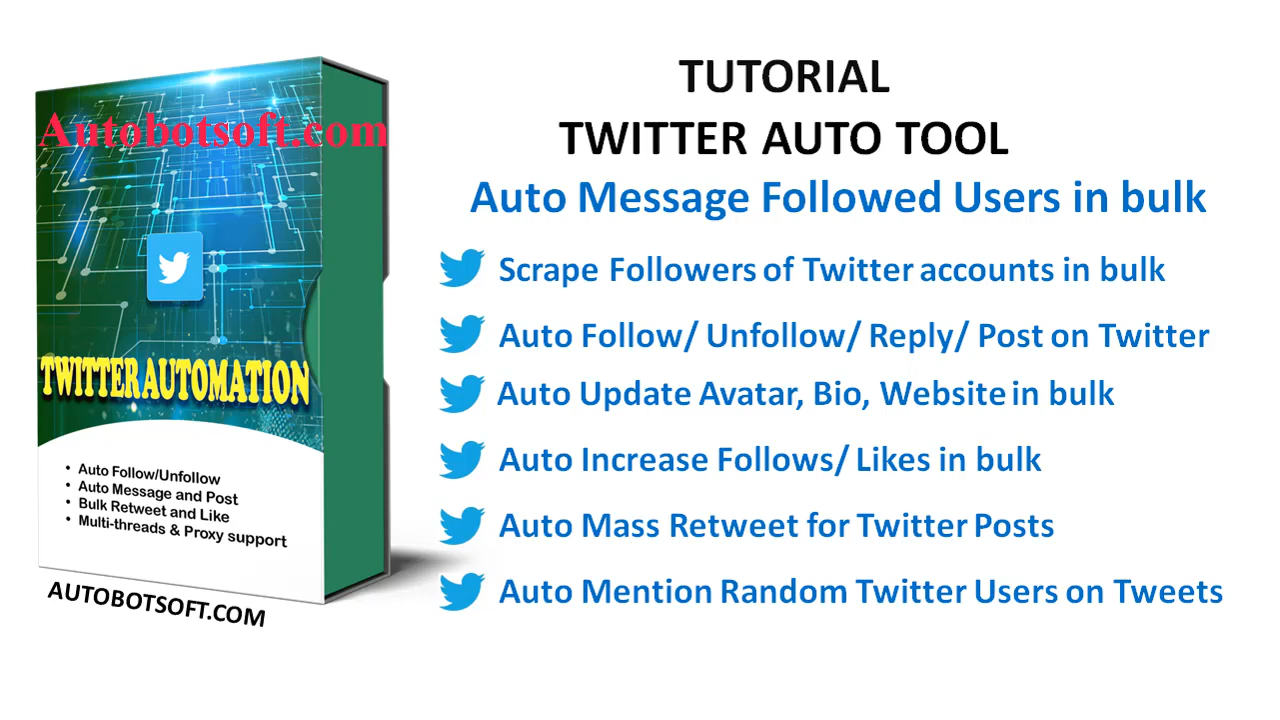 Autobotsoft.com
TWITTER AUTOMATION
• Auto Follow/Unfollow
• Auto Message and Post
• Bulk Retweet and Like
• Multi-threads & Proxy support
AUTOBOTSOFT.COM
TUTORIAL
TWITTER AUTO TOOL
Auto Message Followed Users in bulk
Scrape Followers of Twitter accounts in bulk
Auto Follow/ Unfollow/ Reply/ Post on Twitter
Auto Update Avatar, Bio, Website in bulk
Auto Increase Follows/ Likes in bulk
Auto Mass Retweet for Twitter Posts
Auto Mention Random Twitter Users on Tweets